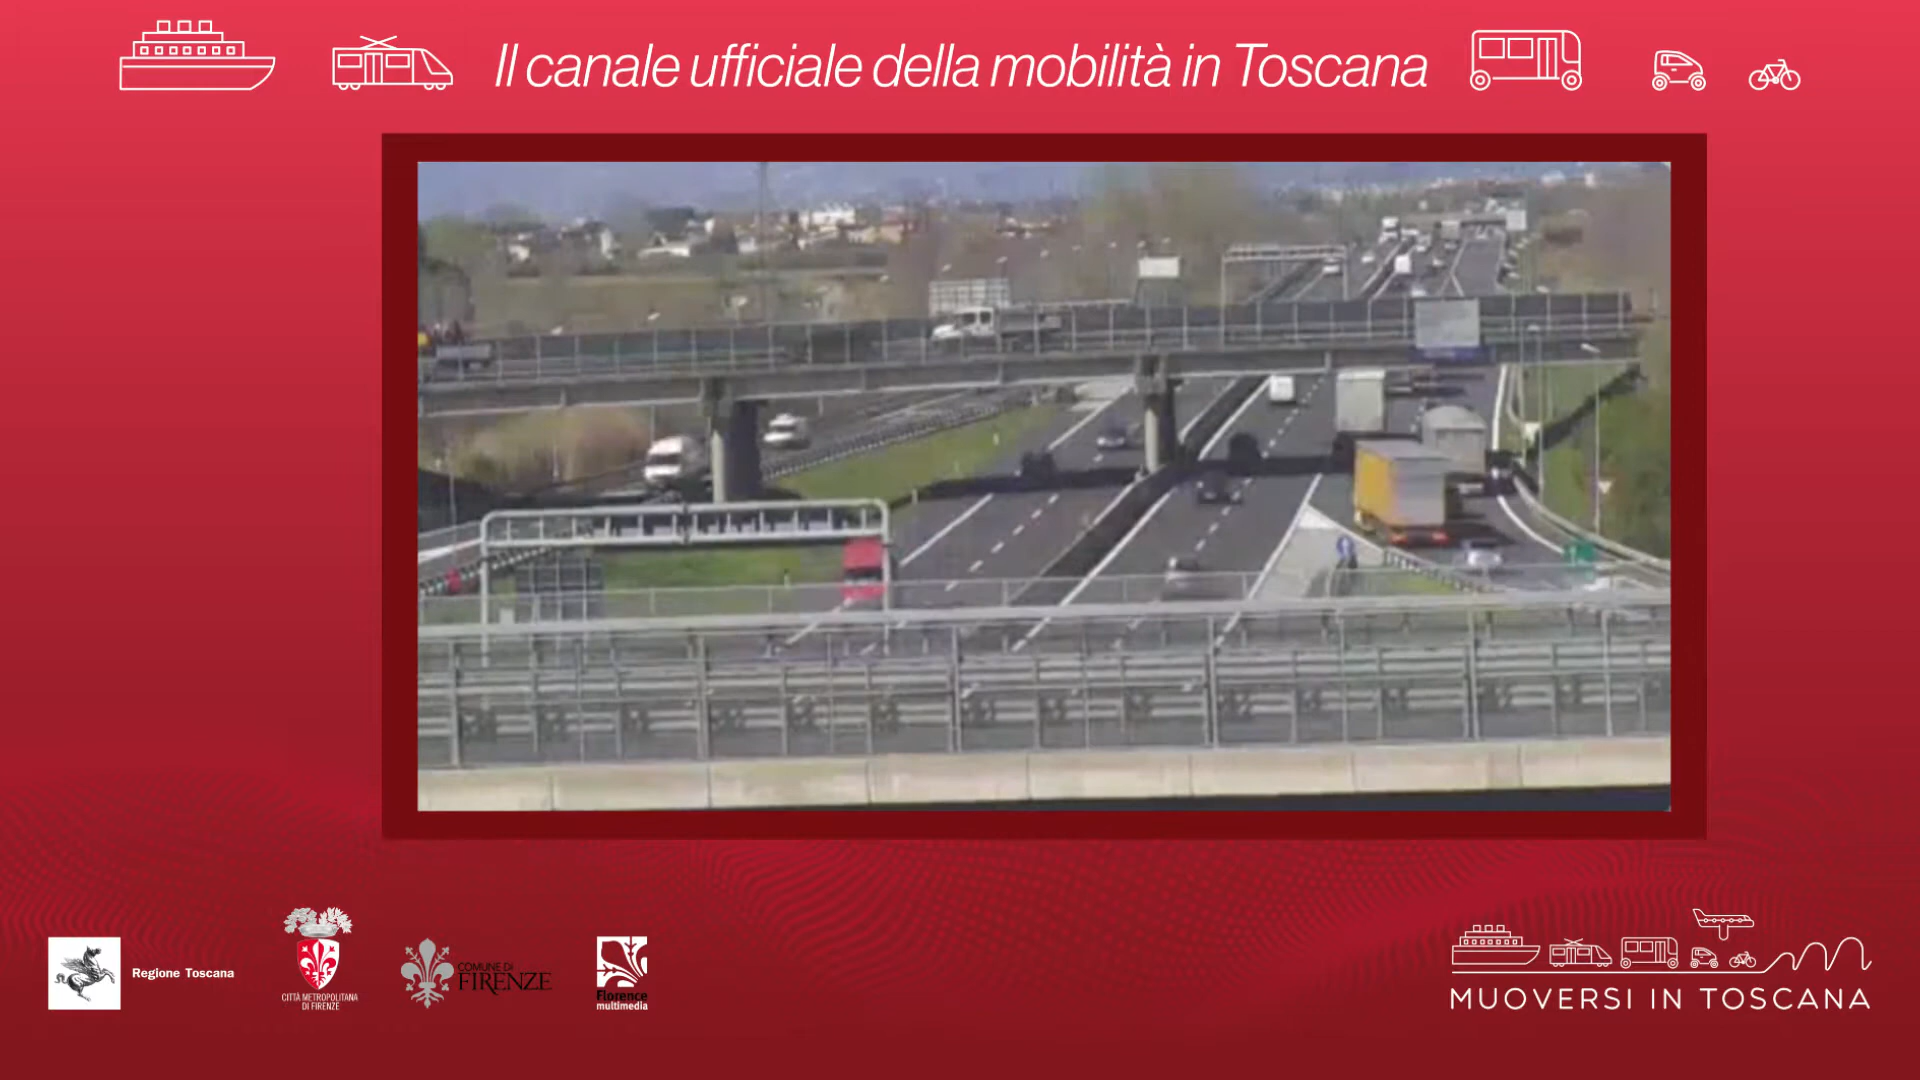 Il canale ufficiale della mobilità in Toscana
Regione Toscana
CITTÀ METROPOLITANA
DI FIRENZE
COMUNE DI
FIRENZE
Florence
multimedia
MUOVERSI IN TOSCANA